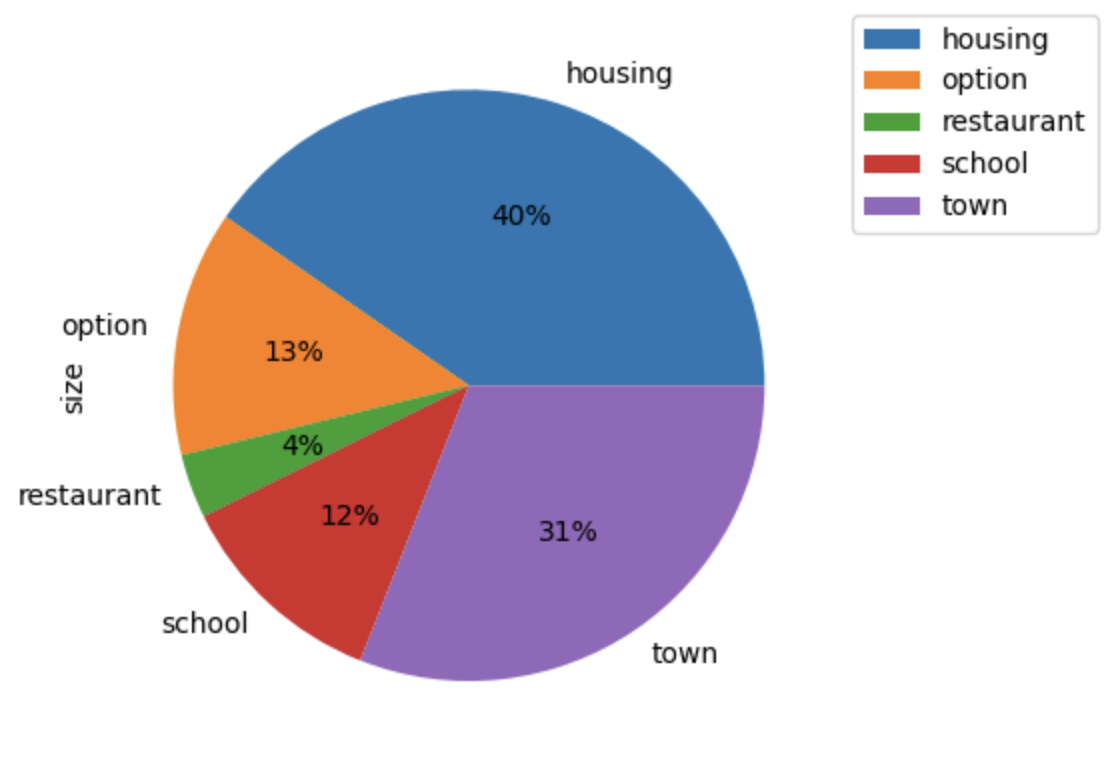 housing
40%
option
13%
size
4%
restaurant
12%
school
31%
town
housing
option
restaurant
school
town